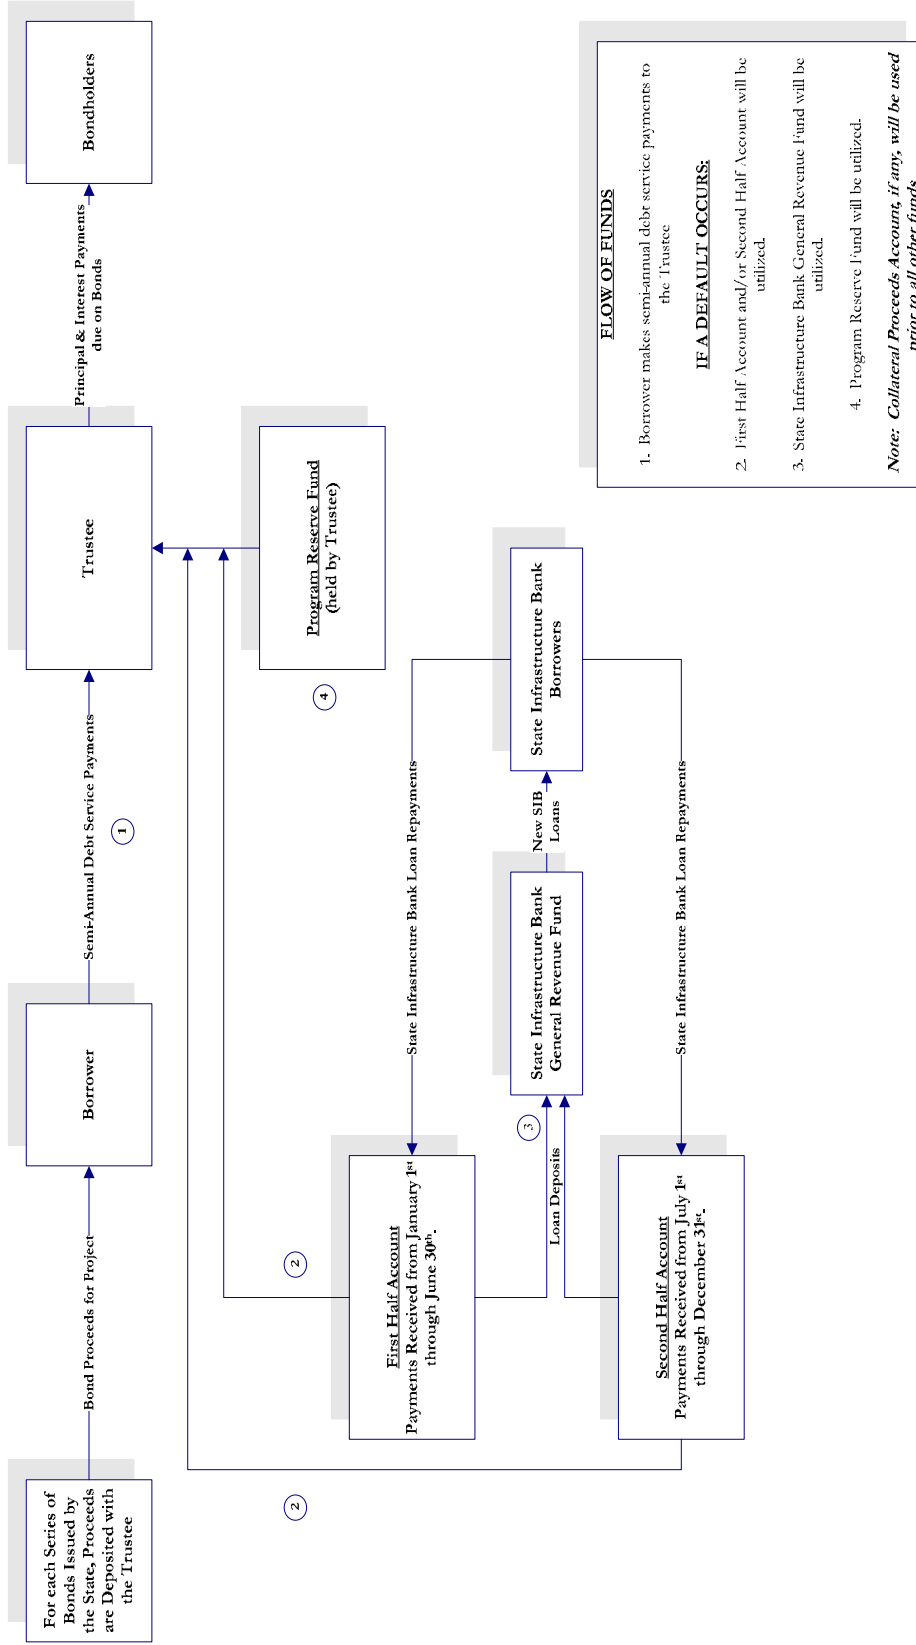 For each Series of
Bonds Issued by
the State, Proceeds
are Deposited with
the Trustee
Bond Proceeds for Project
Borrower
Semi-Annual Debt Service Payments
1
Trustee
Principal & Interest Payments
due on Bonds
Bondholders
2
2
Program Reserve Fund
(held by Trustee)
4
First Half Account
Payments Received from January 1st
through June 30th.
State Infrastructure Bank Loan Repayments
3
Loan Deposits
State Infrastructure Bank
General Revenue Fund
New SIB
Loans
State Infrastructure Bank
Borrowers
Second Half Account
Payments Received from July 1st
through December 31st.
State Infrastructure Bank Loan Repayments
FLOW OF FUNDS
1. Borrower makes semi-annual debt service payments to
the Trustee
IF A DEFAULT OCCURS:
2. First Half Account and/or Second Half Account will be
utilized.
3. State Infrastructure Bank General Revenue Fund will be
utilized.
4. Program Reserve Fund will be utilized.
Note: Collateral Proceeds Account, if any, will be used
prior to all other funds